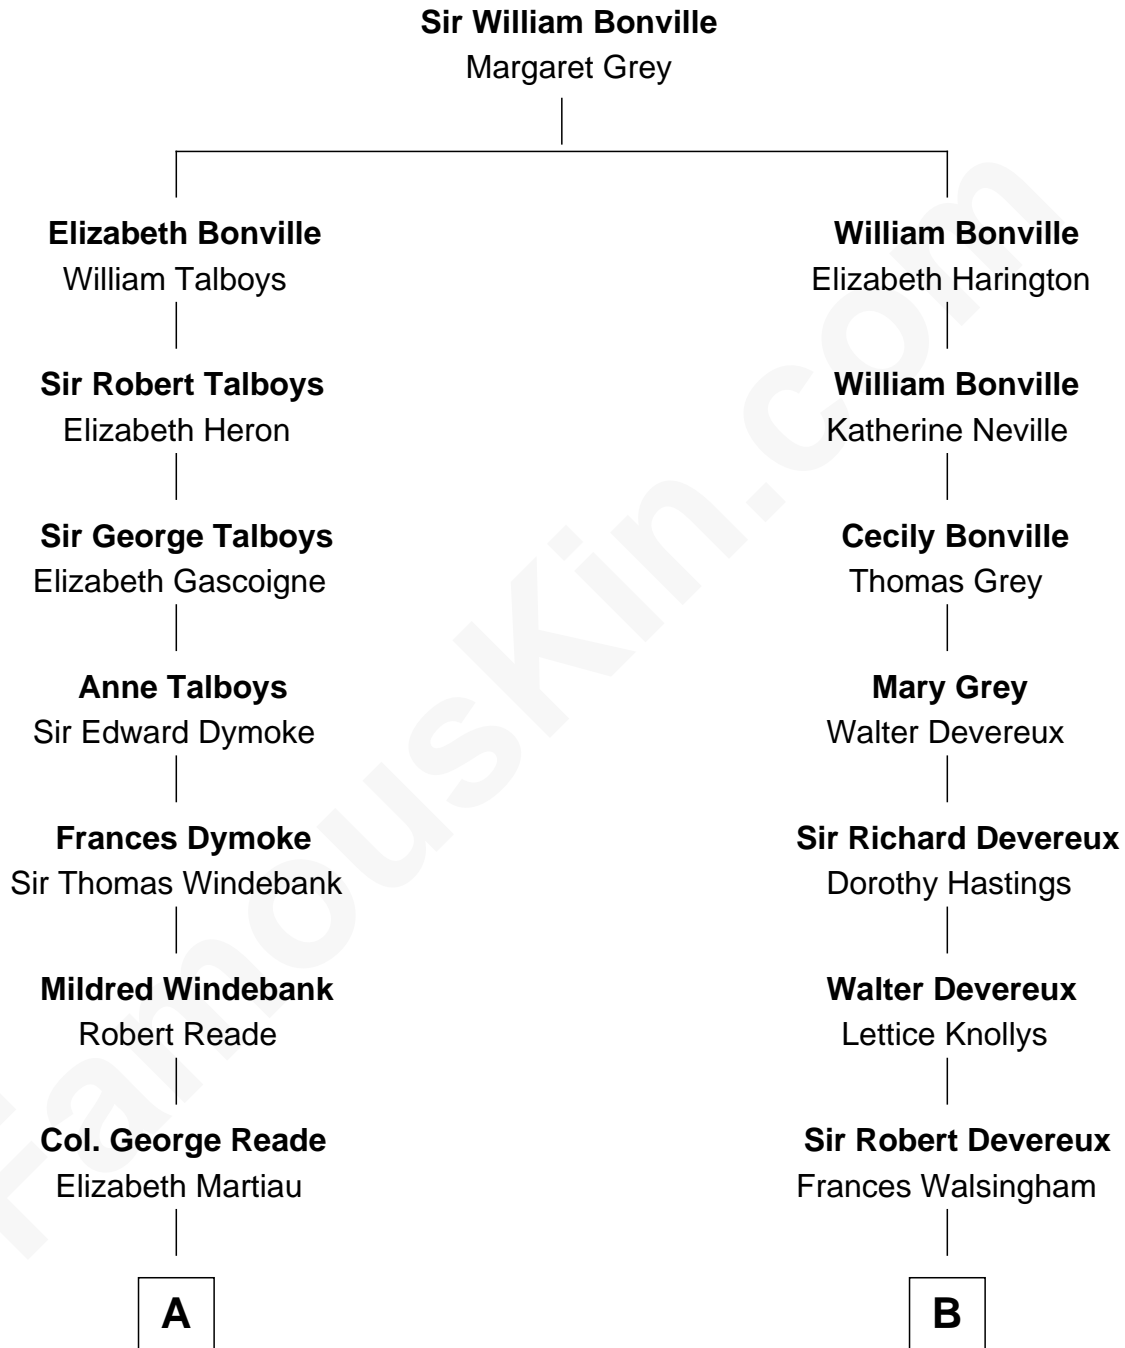 Sir William Bonville
Margaret Grey
Elizabeth Bonville
William Talboys
William Bonville
Elizabeth Harington
Sir Robert Talboys
Elizabeth Heron
William Bonville
Katherine Neville
Sir George Talboys
Elizabeth Gascoigne
Cecily Bonville
Thomas Grey
Anne Talboys
Sir Edward Dymoke
Mary Grey
Walter Devereux
Frances Dymoke
Sir Thomas Windebank
Sir Richard Devereux
Dorothy Hastings
Mildred Windebank
Robert Reade
Walter Devereux
Lettice Knollys
Col. George Reade
Elizabeth Martiau
Sir Robert Devereux
Frances Walsingham
A
B
FamousKin.com